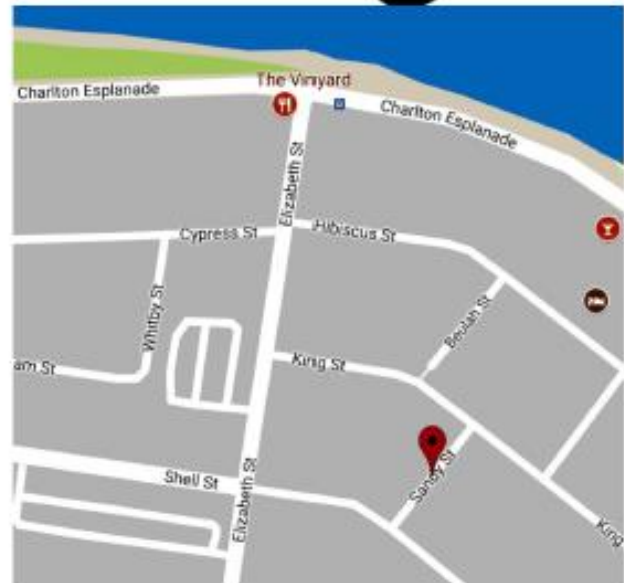 The Vinyard
Charlton Esplanade
Charlton Esplanade
Elizabeth St
Cypress St
Hibiscus St
Whitby St
Beulah St
King St
am St
Sandy St
Shell St
Elizabeth St
King